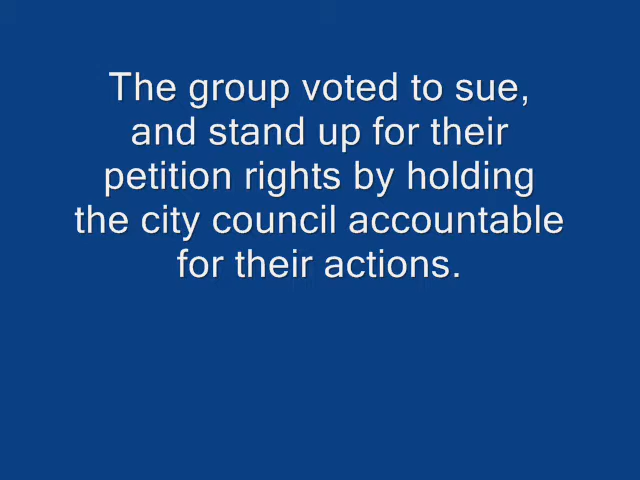 The group voted to sue,
and stand up for their
petition rights by holding
the city council accountable
for their actions.